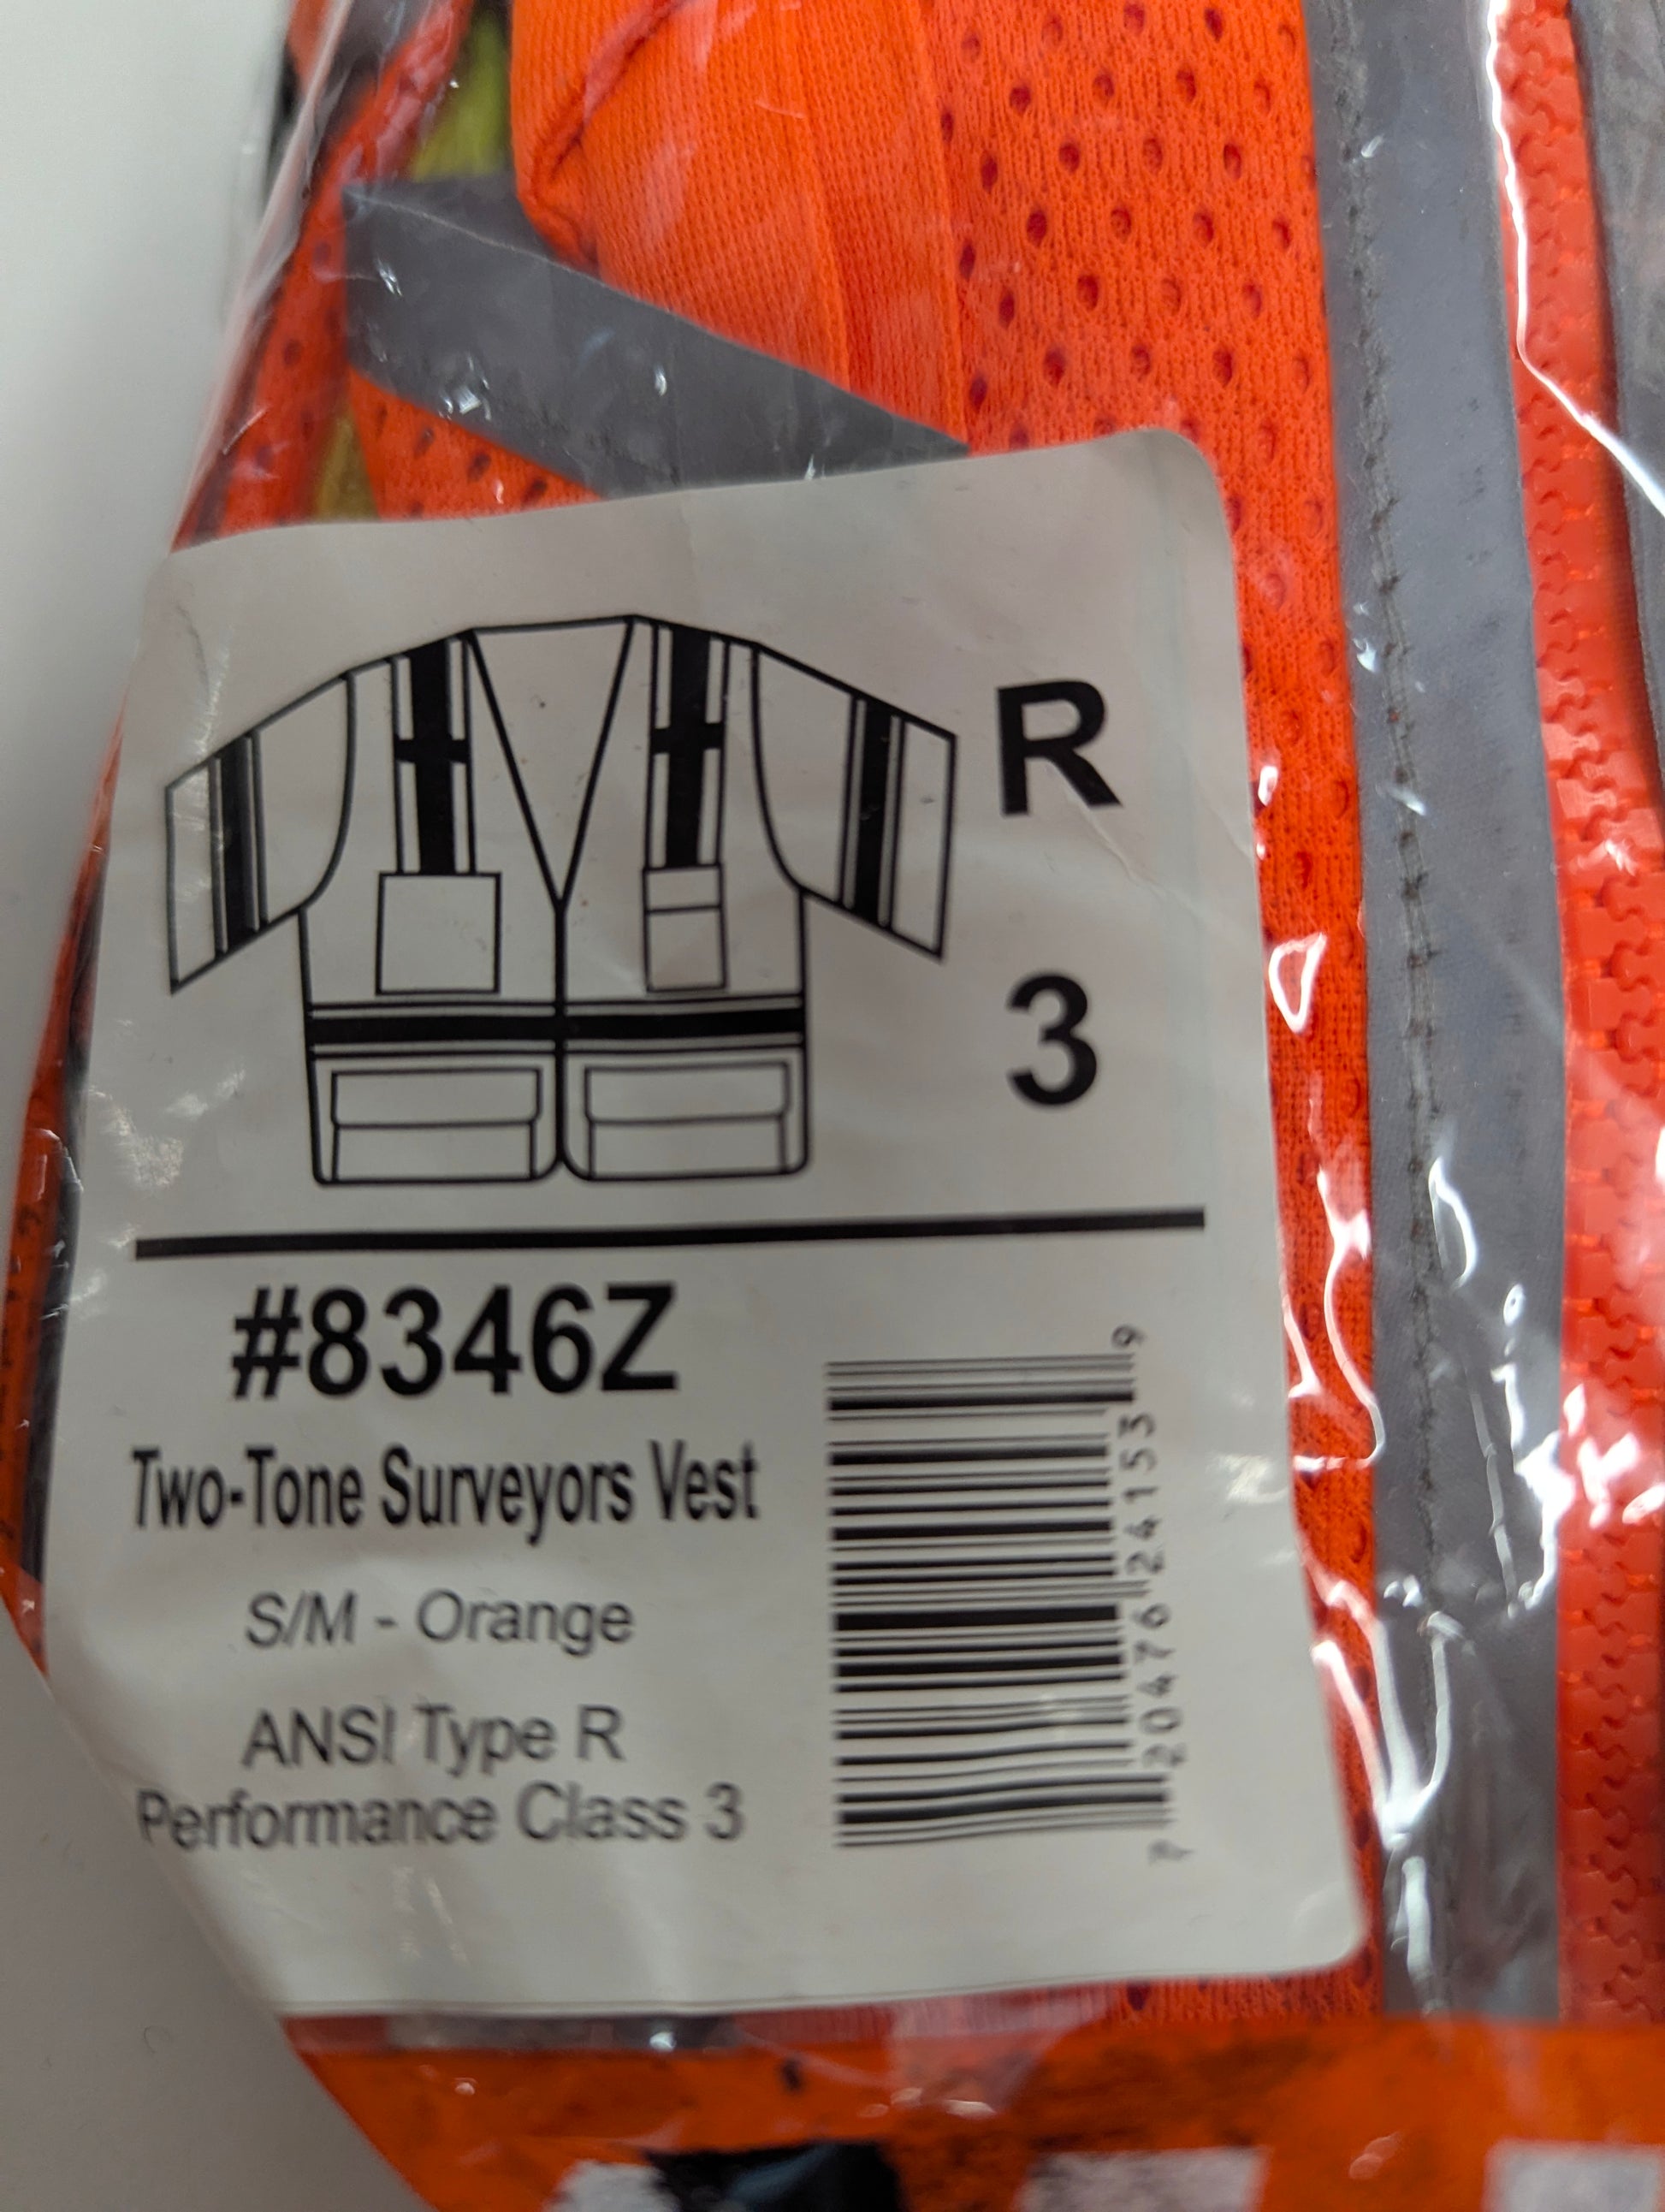 R
3
#8346Z
Two-Tone Surveyors Vest
S/M - Orange
ANSI Type R
Performance Class 3
7 20476 24153 9